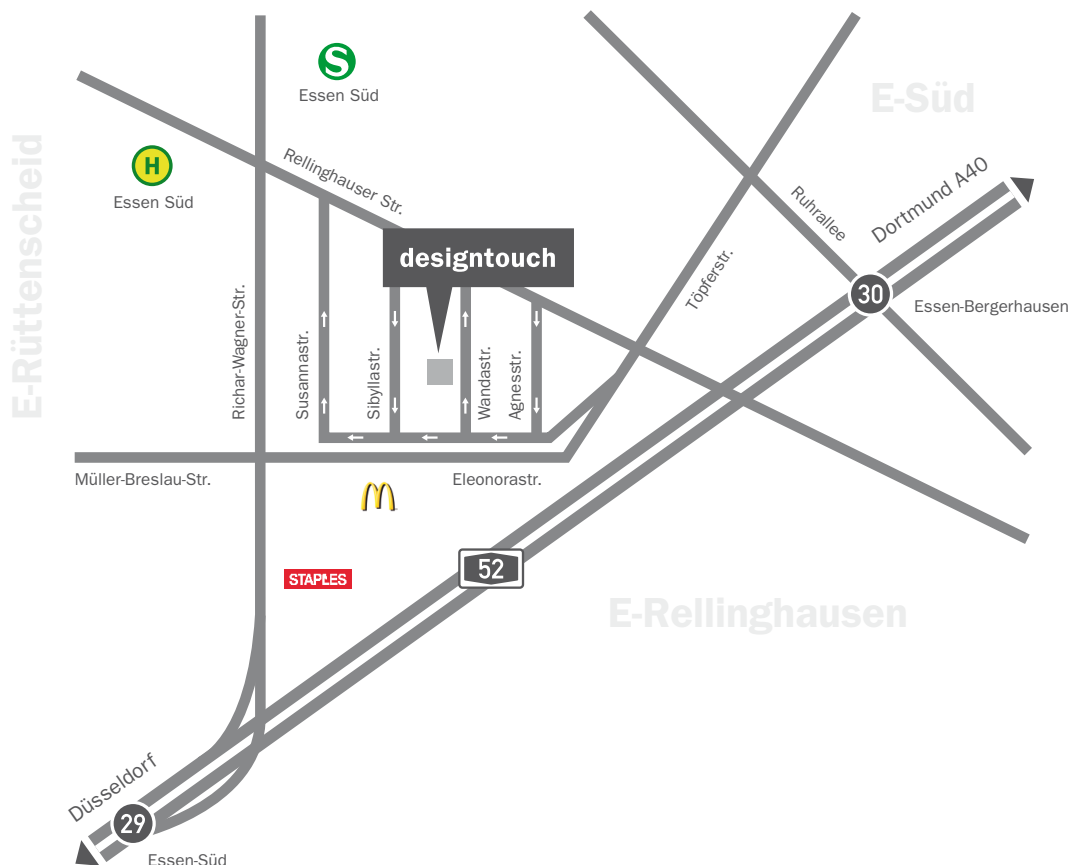 S
Essen Süd
E-Süd
E-Rüttenscheid
H
Essen Süd
Rellinghauser Str.
Dortmund A40
Ruhrallee
designtouch
Töpferstr.
30
Essen-Bergerhausen
Richar-Wagner-Str.
Susannastr.
Sibyllastr.
Wandastr.
Agnesstr.
Müller-Breslau-Str.
Eleonorastr.
M
52
STAPLES
E-Rellinghausen
Düsseldorf
29
Essen-Süd